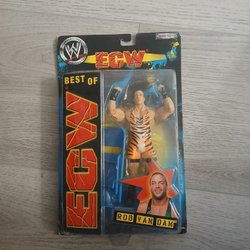 ECW
BEST OF
ECW
ROB VAN DAM